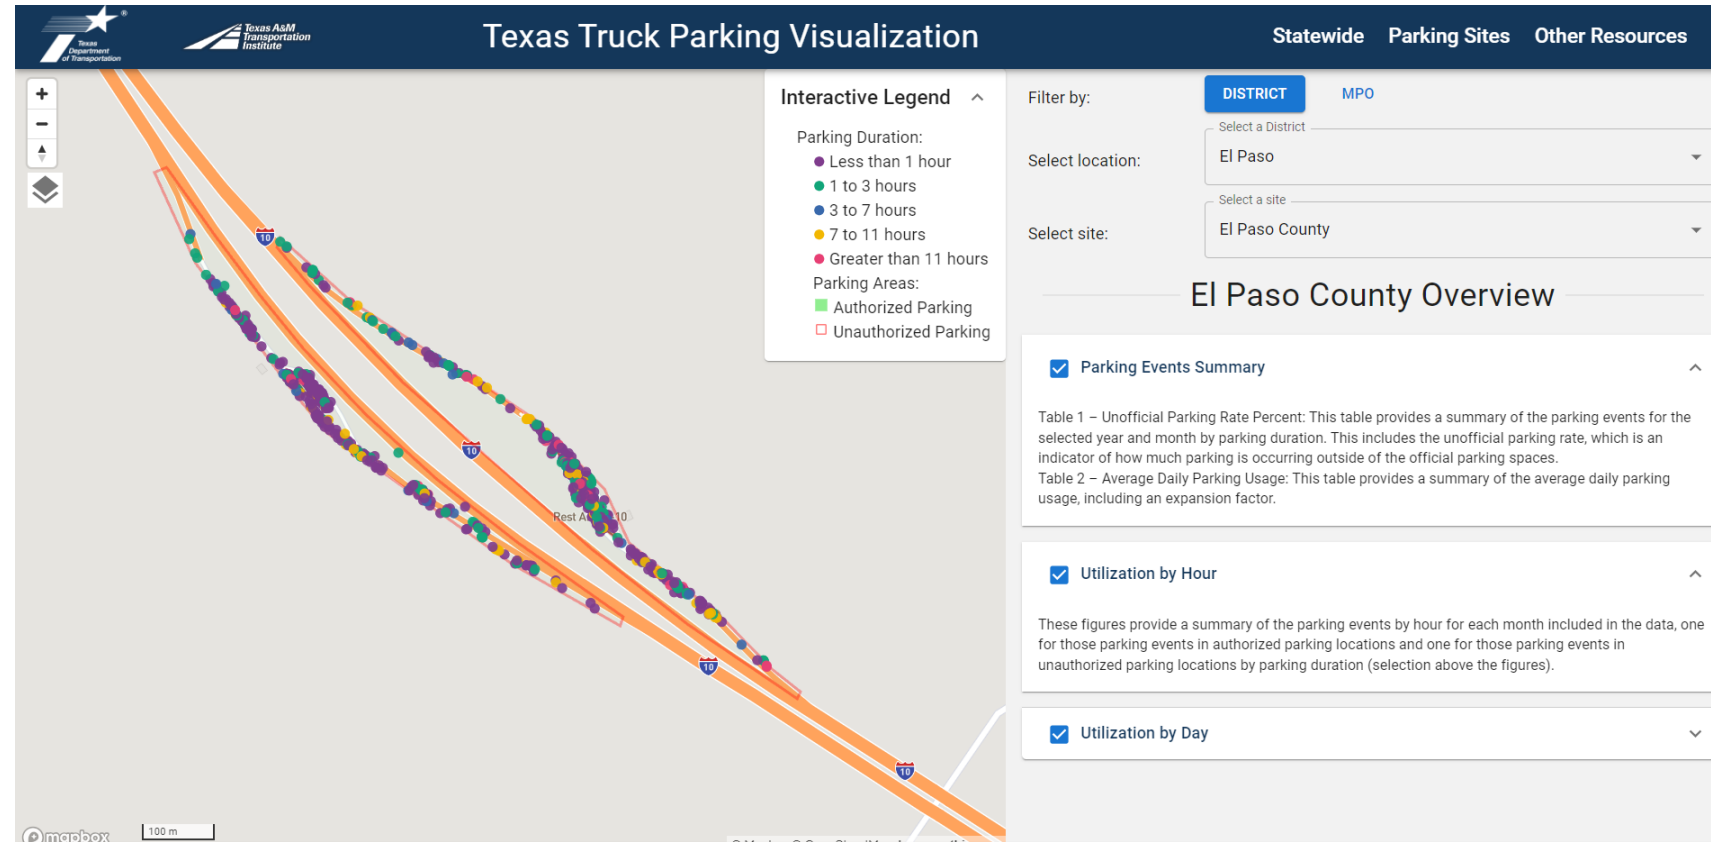 Texas
Department
of Transportation
Texas A&M
Transportation
Institute
Texas Truck Parking Visualization
Statewide Parking Sites Other Resources
Interactive Legend
Parking Duration:
Less than 1 hour
1 to 3 hours
3 to 7 hours
7 to 11 hours
Greater than 11 hours
Parking Areas:
Authorized Parking
Unauthorized Parking
10
10
10
10
Rest A 10
mapbox
100 m
Filter by:
DISTRICT MPO
Select location:
Select a District
El Paso
Select site:
Select a site
El Paso County
El Paso County Overview
Parking Events Summary
Table 1 – Unofficial Parking Rate Percent: This table provides a summary of the parking events for the
selected year and month by parking duration. This includes the unofficial parking rate, which is an
indicator of how much parking is occurring outside of the official parking spaces.
Table 2 – Average Daily Parking Usage: This table provides a summary of the average daily parking
usage, including an expansion factor.
Utilization by Hour
These figures provide a summary of the parking events by hour for each month included in the data, one
for those parking events in authorized parking locations and one for those parking events in
unauthorized parking locations by parking duration (selection above the figures).
Utilization by Day